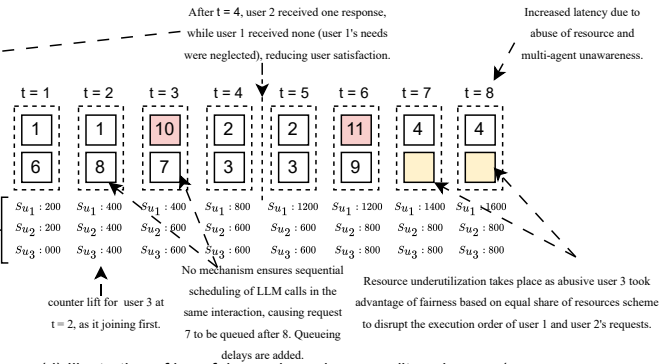 After t = 4, user 2 received one response,
while user 1 received none (user 1's needs
were neglected), reducing user satisfaction.
Increased latency due to
abuse of resource and
multi-agent unawareness.
t = 1 t = 2 t = 3 t = 4 t = 5 t = 6 t = 7 t = 8
1 1 10 2 2 11 4 4
6 8 7 3 3 9
Su1 : 200 Su1 : 400 Su1 : 400 Su1 : 800 Su1 : 1200 Su1 : 1200 Su1 : 1400 Su1 : 1600
Su2 : 200 Su2 : 400 Su2 : 600 Su2 : 600 Su2 : 600 Su2 : 800 Su2 : 800 Su2 : 800
Su3 : 000 Su3 : 400 Su3 : 600 Su3 : 600 Su3 : 600 Su3 : 800 Su3 : 800 Su3 : 800
counter lift for user 3 at
t = 2, as it joining first.
No mechanism ensures sequential
scheduling of LLM calls in the
same interaction, causing request
7 to be queued after 8. Queueing
delays are added.
Resource underutilization takes place as abusive user 3 took
advantage of fairness based on equal share of resources scheme
to disrupt the execution order of user 1 and user 2's requests.